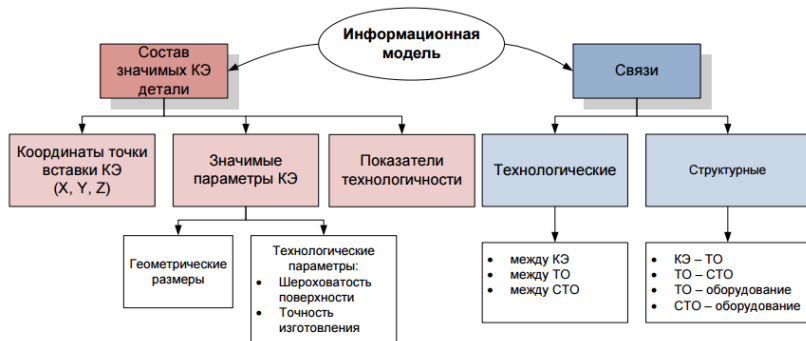 Информационная
модель
Состав
значимых КЭ
детали
Связи
Координаты точки
вставки КЭ
(X, Y, Z)
Значимые
параметры КЭ
Показатели
технологичности
Технологические
Структурные
Геометрические
размеры
Технологические
параметры:
• Шероховатость
поверхности
• Точность
изготовления
• между КЭ
• между ТО
• между СТО
• КЭ – ТО
• ТО – СТО
• ТО – оборудование
• СТО – оборудование